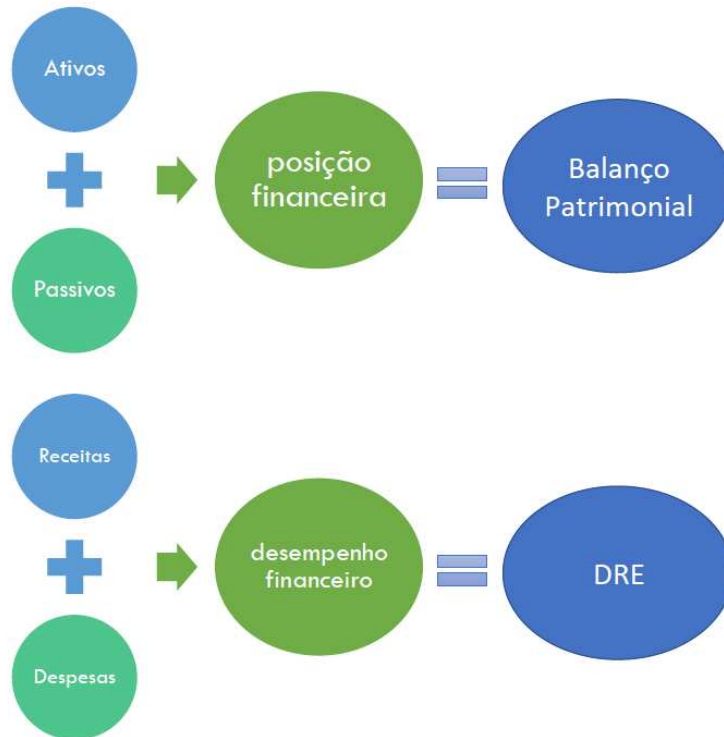 Ativos
posição
financeira
Balanço
Patrimonial
Passivos
Receitas
desempenho
financeiro
DRE
Despesas